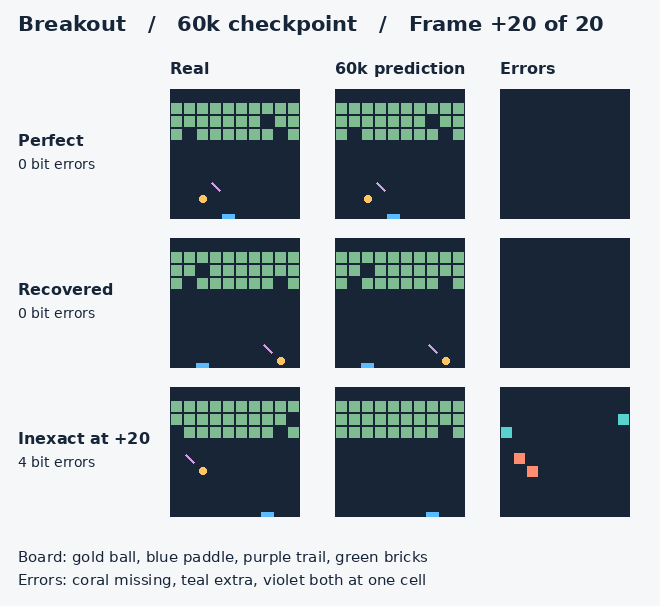 Breakout / 60k checkpoint / Frame +20 of 20
Real 60k prediction Errors
Perfect
0 bit errors
Recovered
0 bit errors
Inexact at +20
4 bit errors
Board: gold ball, blue paddle, purple trail, green bricks
Errors: coral missing, teal extra, violet both at one cell